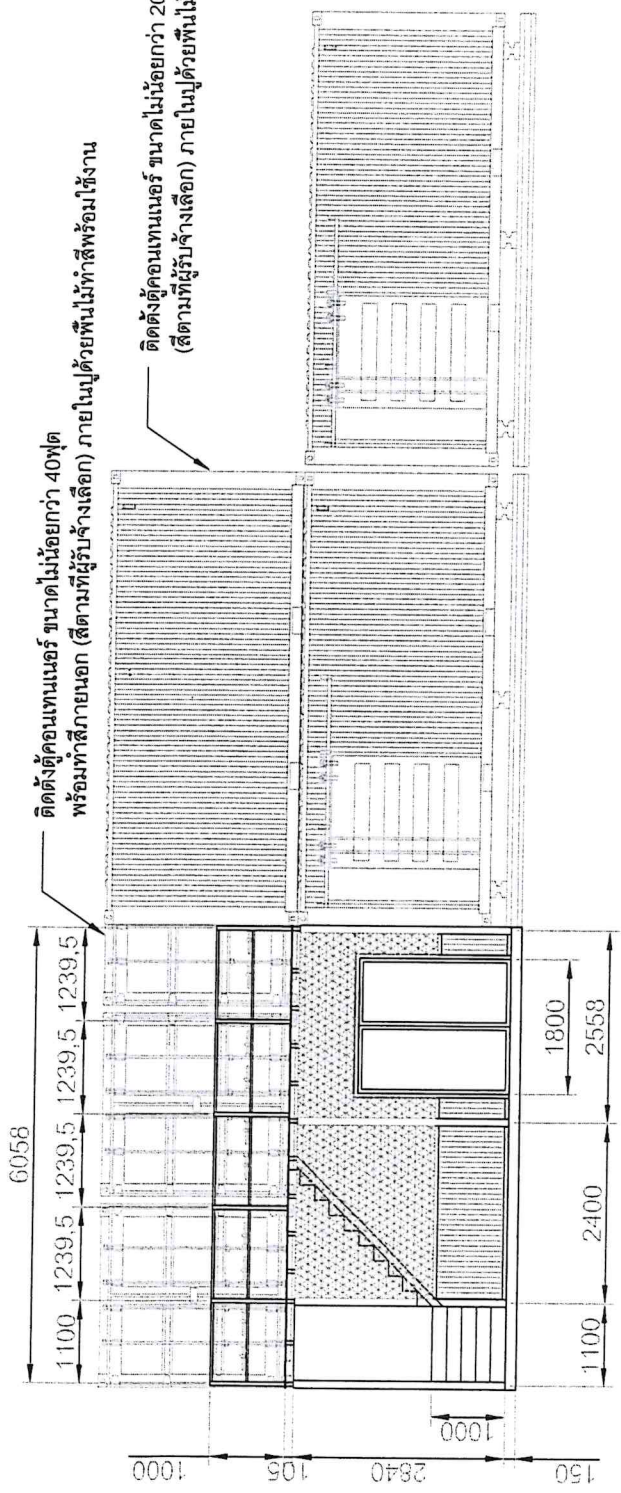 ติดตั้งตู้คอนเทนเนอร์ ขนาดไม่น้อยกว่า 40ฟุต
พร้อมทำสีภายนอก (สีตามที่ผู้รับจ้างเลือก) ภายในปูด้วยพื้นไม้ทำสีพร้อมใช้งาน
ติดตั้งตู้คอนเทนเนอร์ ขนาดไม่น้อยกว่า 20
(สีตามที่ผู้รับจ้างเลือก) ภายในปูด้วยพื้นไม้
6058
1100 1239,5 1239,5 1239,5 1239,5
1000
105
2840
150
1000
1800
1100 2400 2558